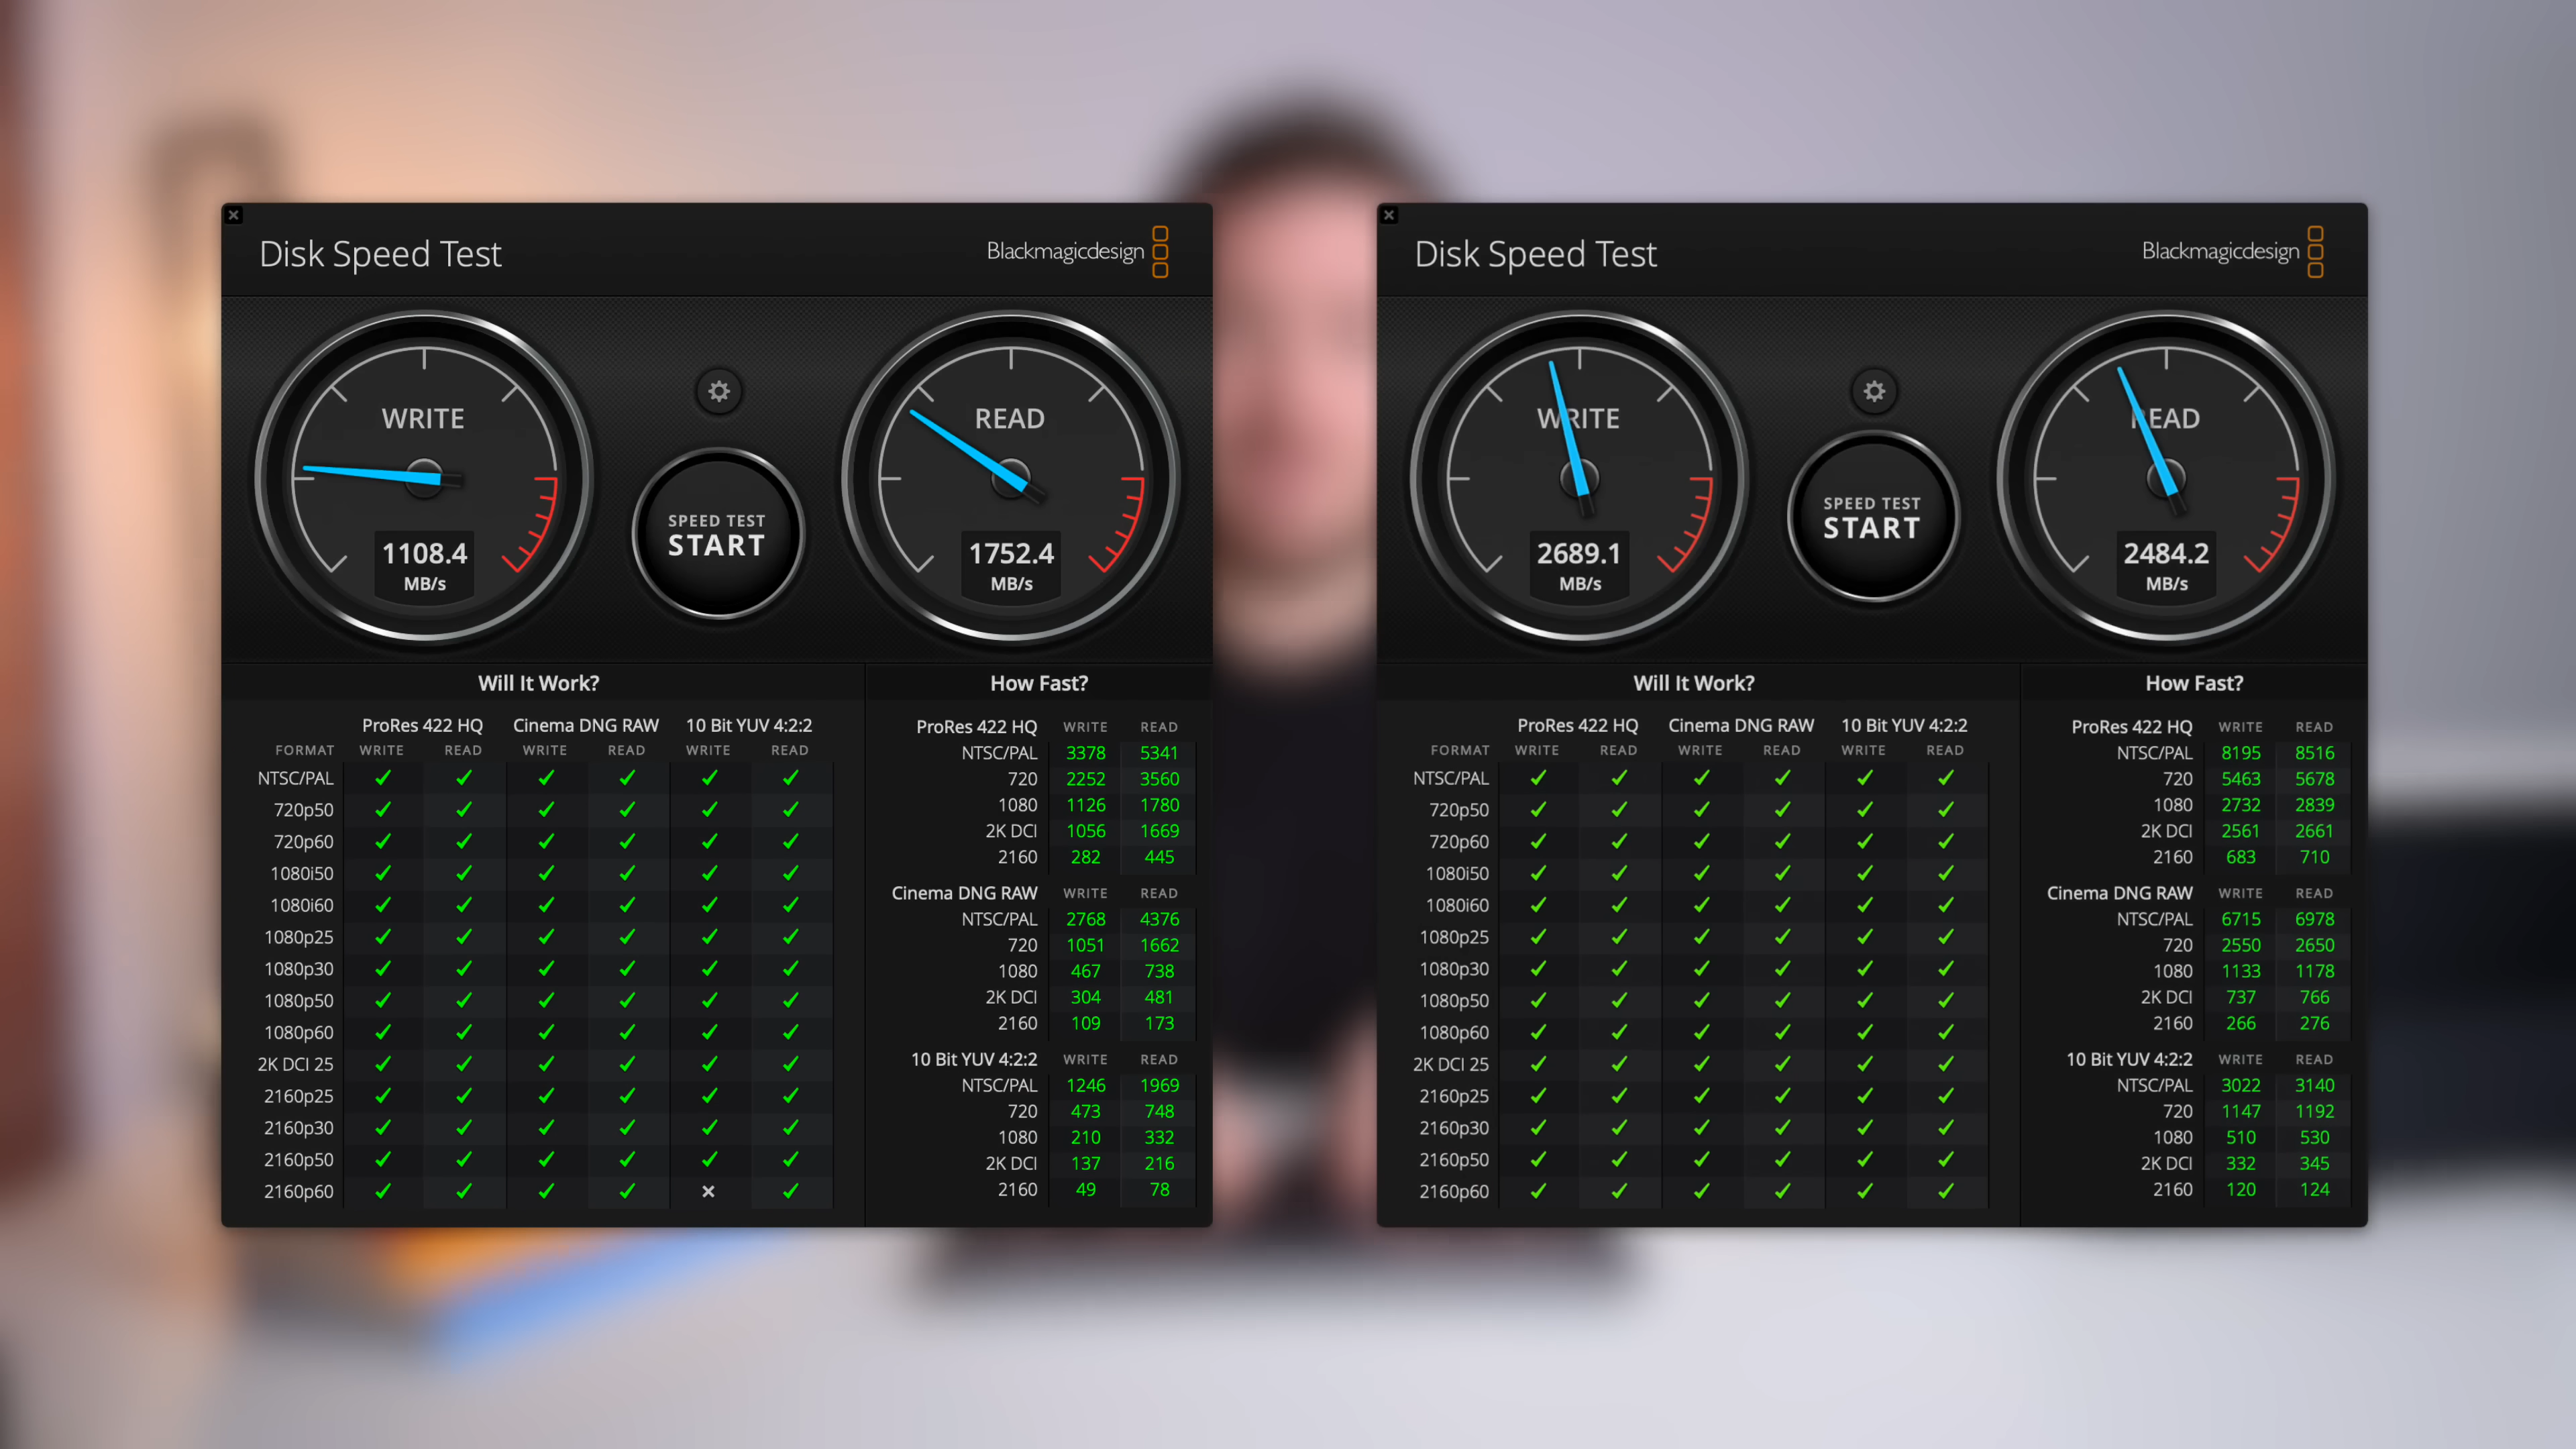 Disk Speed Test
Blackmagicdesign
WRITE
READ
SPEED TEST
START
1108.4
MB/s
1752.4
MB/s
Will It Work?
ProRes 422 HQ Cinema DNG RAW 10 Bit YUV 4:2:2
FORMAT WRITE READ WRITE READ WRITE READ
NTSC/PAL
720p50
720p60
1080i50
1080i60
1080p25
1080p30
1080p50
1080p60
2K DCI 25
2160p25
2160p30
2160p50
2160p60
How Fast?
ProRes 422 HQ WRITE READ
NTSC/PAL 3378 5341
720 2252 3560
1080 1126 1780
2K DCI 1056 1669
2160 282 445
Cinema DNG RAW WRITE READ
NTSC/PAL 2768 4376
720 1051 1662
1080 467 738
2K DCI 304 481
2160 109 173
10 Bit YUV 4:2:2 WRITE READ
NTSC/PAL 1246 1969
720 473 748
1080 210 332
2K DCI 137 216
2160 49 78
Disk Speed Test
Blackmagicdesign
WRITE
READ
SPEED TEST
START
2689.1
MB/s
2484.2
MB/s
Will It Work?
ProRes 422 HQ Cinema DNG RAW 10 Bit YUV 4:2:2
FORMAT WRITE READ WRITE READ WRITE READ
NTSC/PAL
720p50
720p60
1080i50
1080i60
1080p25
1080p30
1080p50
1080p60
2K DCI 25
2160p25
2160p30
2160p50
2160p60
How Fast?
ProRes 422 HQ WRITE READ
NTSC/PAL 8195 8516
720 5463 5678
1080 2732 2839
2K DCI 2561 2661
2160 683 710
Cinema DNG RAW WRITE READ
NTSC/PAL 6715 6978
720 2550 2650
1080 1133 1178
2K DCI 737 766
2160 266 276
10 Bit YUV 4:2:2 WRITE READ
NTSC/PAL 3022 3140
720 1147 1192
1080 510 530
2K DCI 332 345
2160 120 124